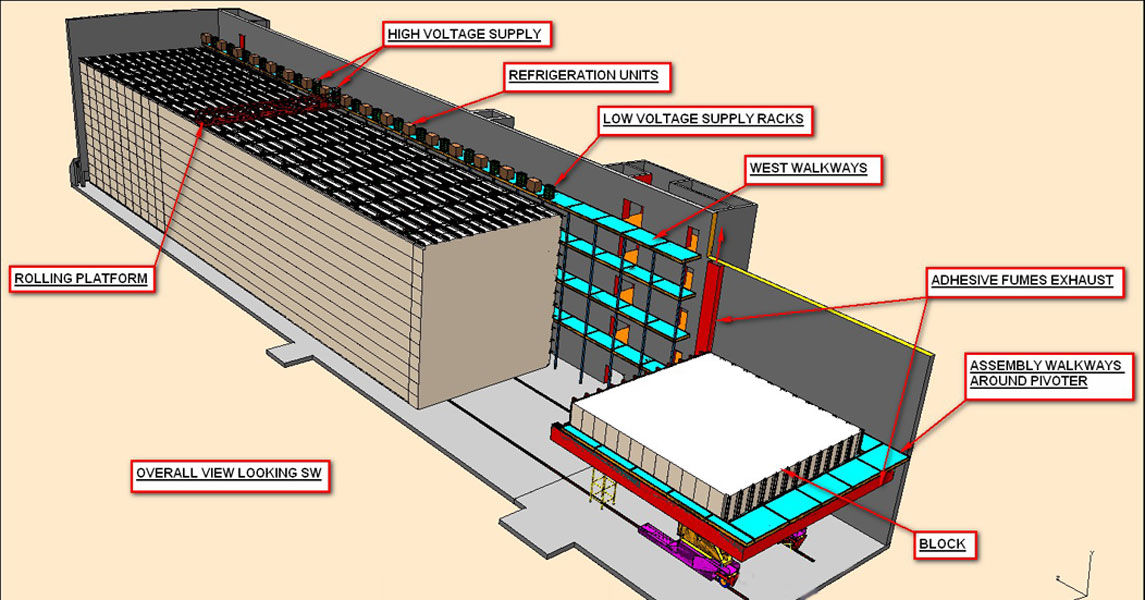 HIGH VOLTAGE SUPPLY
REFRIGERATION UNITS
LOW VOLTAGE SUPPLY RACKS
WEST WALKWAYS
ROLLING PLATFORM
ADHESIVE FUMES EXHAUST
ASSEMBLY WALKWAYS
AROUND PIVOTER
OVERALL VIEW LOOKING SW
BLOCK
Y
Z